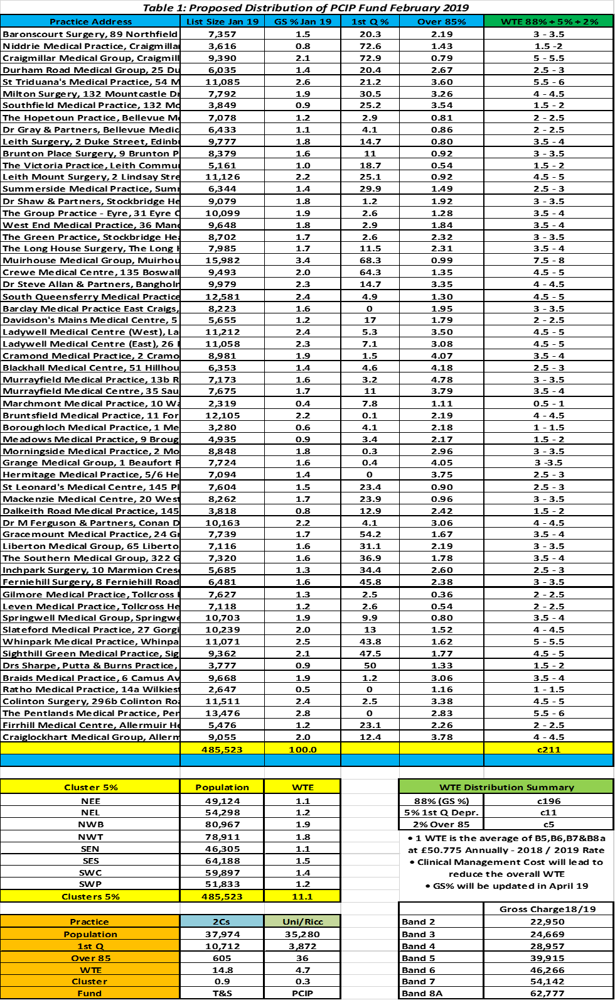 Table 1: Proposed Distribution of PCIP Fund February 2019
Practice Address List Size Jan 19 GS % Jan 19 1st Q % Over 85% WTE 88% + 5% + 2%
Baronscourt Surgery, 89 Northfield 7,357 1.5 20.3 2.19 3 - 3.5
Niddrie Medical Practice, Craigmillar 3,616 0.8 72.6 1.43 1.5 -2
Craigmillar Medical Group, Craigmill 9,390 2.1 72.9 0.79 5 - 5.5
Durham Road Medical Group, 25 Du 6,035 1.4 20.4 2.67 2.5 - 3
St Triduana's Medical Practice, 54 M 11,085 2.6 21.2 3.60 5.5 - 6
Milton Surgery, 132 Mountcastle Dr 7,792 1.9 30.5 3.26 4 - 4.5
Southfield Medical Practice, 132 Mo 3,849 0.9 25.2 3.54 1.5 - 2
The Hopetoun Practice, Bellevue Me 7,078 1.2 2.9 0.81 2 - 2.5
Dr Gray & Partners, Bellevue Medic 6,433 1.1 4.1 0.86 2 - 2.5
Leith Surgery, 2 Duke Street, Edinbu 9,777 1.8 14.7 0.80 3.5 - 4
Brunton Place Surgery, 9 Brunton P 8,379 1.6 11 0.92 3 - 3.5
The Victoria Practice, Leith Commun 5,161 1.0 18.7 0.54 1.5 - 2
Leith Mount Surgery, 2 Lindsay Stre 11,126 2.2 25.1 0.92 4.5 - 5
Summerside Medical Practice, Summ 6,344 1.4 29.9 1.49 2.5 - 3
Dr Shaw & Partners, Stockbridge He 9,079 1.8 1.2 1.92 3 - 3.5
The Group Practice - Eyre, 31 Eyre C 10,099 1.9 2.6 1.28 3.5 - 4
West End Medical Practice, 36 Mano 9,648 1.8 2.9 1.84 3.5 - 4
The Green Practice, Stockbridge Hea 8,702 1.7 2.6 2.32 3 - 3.5
The Long House Surgery, The Long H 7,985 1.7 11.5 2.31 3.5 - 4
Muirhouse Medical Group, Muirhou 15,982 3.4 68.3 0.99 7.5 - 8
Crewe Medical Centre, 135 Boswall 9,493 2.0 64.3 1.35 4.5 - 5
Dr Steve Allan & Partners, Bangholm 9,979 2.3 14.7 3.35 4 - 4.5
South Queensferry Medical Practice 12,581 2.4 4.9 1.30 4.5 - 5
Barclay Medical Practice East Craigs, 8,223 1.6 0 1.95 3 - 3.5
Davidson's Mains Medical Centre, 5 5,655 1.2 17 1.79 2 - 2.5
Ladywell Medical Centre (West), La 11,212 2.4 5.3 3.50 4.5 - 5
Ladywell Medical Centre (East), 26 11,058 2.3 7.1 3.08 4.5 - 5
Cramond Medical Practice, 2 Cramo 8,981 1.9 1.5 4.07 3.5 - 4
Blackhall Medical Centre, 51 Hillhou 6,353 1.4 4.6 4.18 2.5 - 3
Murrayfield Medical Practice, 13b R 7,173 1.6 3.2 4.78 3 - 3.5
Murrayfield Medical Centre, 35 Sau 7,675 1.7 11 3.79 3.5 - 4
Marchmont Medical Practice, 10 Wa 2,319 0.4 7.8 1.11 0.5 - 1
Bruntsfield Medical Practice, 11 For 12,105 2.2 0.1 2.19 4 - 4.5
Boroughloch Medical Practice, 1 Me 3,280 0.6 4.1 2.18 1 - 1.5
Meadows Medical Practice, 9 Broug 4,935 0.9 3.4 2.17 1.5 - 2
Morningside Medical Practice, 2 Mo 8,848 1.8 0.3 2.96 3 - 3.5
Grange Medical Group, 1 Beaufort R 7,724 1.6 0.4 4.05 3 -3.5
Hermitage Medical Practice, 5/6 He 7,094 1.4 0 3.75 2.5 - 3
St Leonard's Medical Centre, 145 Pl 7,604 1.5 23.4 0.90 2.5 - 3
Mackenzie Medical Centre, 20 West 8,262 1.7 23.9 0.96 3 - 3.5
Dalkeith Road Medical Practice, 145 3,818 0.8 12.9 2.42 1.5 - 2
Dr M Ferguson & Partners, Conan D 10,163 2.2 4.1 3.06 4 - 4.5
Gracemount Medical Practice, 24 Gr 7,739 1.7 54.2 1.67 3.5 - 4
Liberton Medical Group, 65 Liberto 7,116 1.6 31.1 2.19 3 - 3.5
The Southern Medical Group, 322 G 7,320 1.6 36.9 1.78 3.5 - 4
Inchpark Surgery, 10 Marmion Cresc 5,685 1.3 34.4 2.60 2.5 - 3
Ferniehill Surgery, 8 Ferniehill Road 6,481 1.6 45.8 2.38 3 - 3.5
Gilmore Medical Practice, Tollcross H 7,627 1.3 2.5 0.36 2 - 2.5
Leven Medical Practice, Tollcross He 7,118 1.2 2.6 0.54 2 - 2.5
Springwell Medical Group, Springwe 10,703 1.9 9.9 0.80 3.5 - 4
Slateford Medical Practice, 27 Gorgi 10,239 2.0 13 1.52 4 - 4.5
Whinpark Medical Practice, Whinpa 11,071 2.5 43.8 1.62 5 - 5.5
Sighthill Green Medical Practice, Sig 9,362 2.1 47.5 1.77 4.5 - 5
Drs Sharpe, Putta & Burns Practice, 3,777 0.9 50 1.33 1.5 - 2
Braids Medical Practice, 6 Camus Av 9,668 1.9 1.2 3.06 3.5 - 4
Ratho Medical Practice, 14a Wilkiest 2,647 0.5 0 1.16 1 - 1.5
Colinton Surgery, 296b Colinton Roa 11,511 2.4 2.5 3.38 4.5 - 5
The Pentlands Medical Practice, Pen 13,476 2.8 0 2.83 5.5 - 6
Firrhill Medical Centre, Allermuir He 5,476 1.2 23.1 2.26 2 - 2.5
Craiglockhart Medical Group, Allerm 9,055 2.0 12.4 3.78 4 - 4.5
485,523 100.0 c211
Cluster 5% Population WTE
NEE 49,124 1.1
NEL 54,298 1.2
NWB 80,967 1.9
NWT 78,911 1.8
SEN 46,305 1.1
SES 64,188 1.5
SWC 59,897 1.4
SWP 51,833 1.2
Clusters 5% 485,523 11.1
WTE Distribution Summary
88% (GS %) c196
5% 1st Q Depr. c11
2% Over 85 c5
• 1 WTE is the average of B5,B6,B7&B8a
at £50.775 Annually - 2018 / 2019 Rate
• Clinical Management Cost will lead to
reduce the overall WTE
• GS% will be updated in April 19
Practice 2Cs Uni/Ricc
Population 37,974 35,280
1st Q 10,712 3,872
Over 85 605 36
WTE 14.8 4.7
Cluster 0.9 0.3
Fund T&S PCIP
Gross Charge18/19
Band 2 22,950
Band 3 24,669
Band 4 28,957
Band 5 39,915
Band 6 46,266
Band 7 54,142
Band 8A 62,777